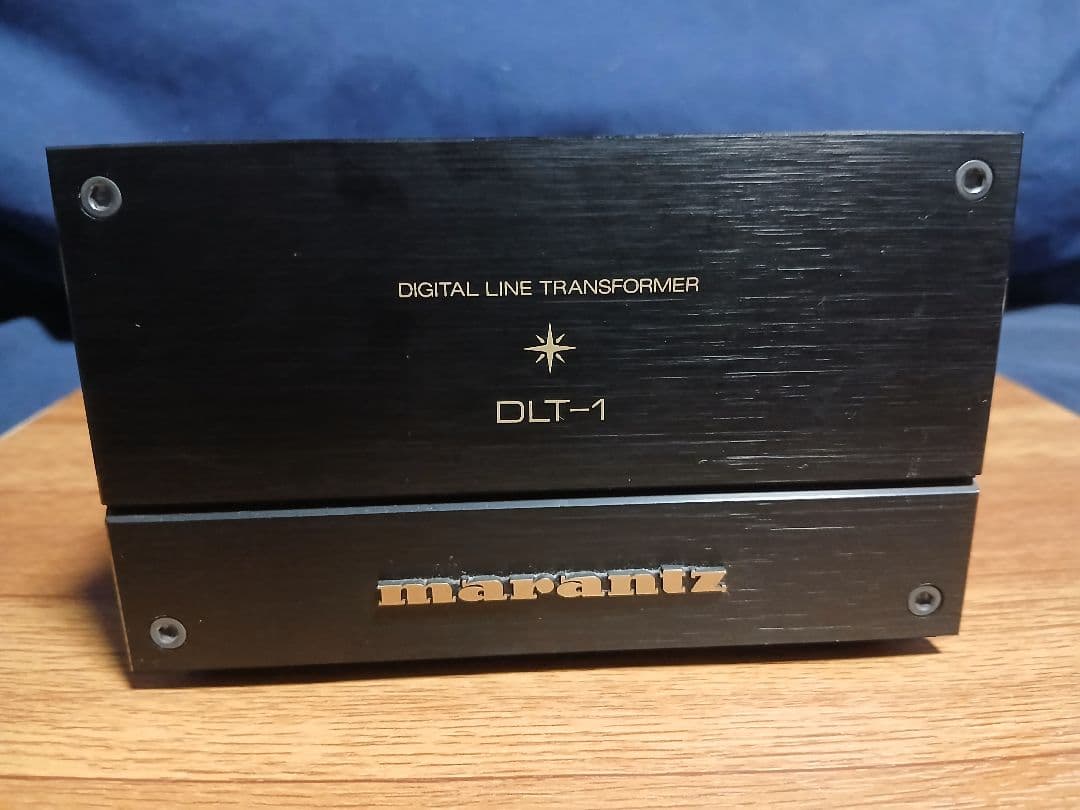 DIGITAL LINE TRANSFORMER
DLT-1
marantz